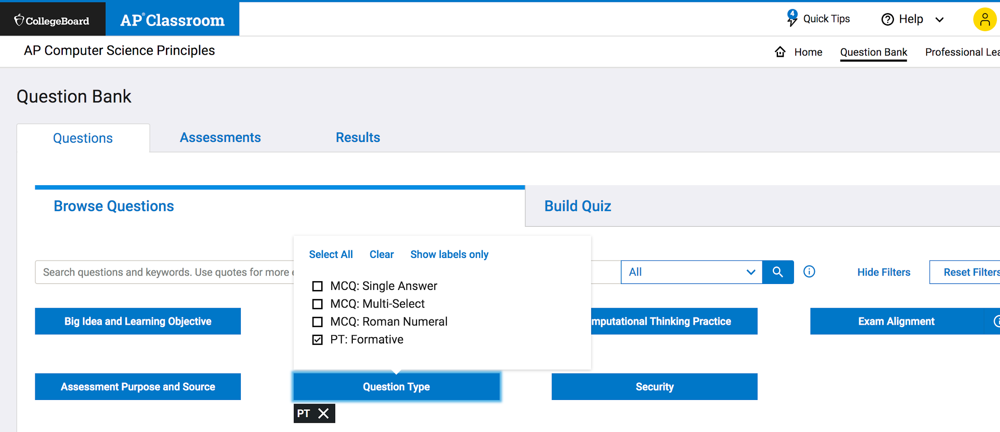 CollegeBoard
AP® Classroom
4
Quick Tips
Help
AP Computer Science Principles
Home
Question Bank
Professional Lea
Question Bank
Questions
Assessments
Results
Browse Questions
Build Quiz
Select All
Clear
Show labels only
Search questions and keywords. Use quotes for more e
All
Hide Filters
Reset Filters
MCQ: Single Answer
MCQ: Multi-Select
MCQ: Roman Numeral
PT: Formative
Big Idea and Learning Objective
mputational Thinking Practice
Exam Alignment
Assessment Purpose and Source
Question Type
Security
PT